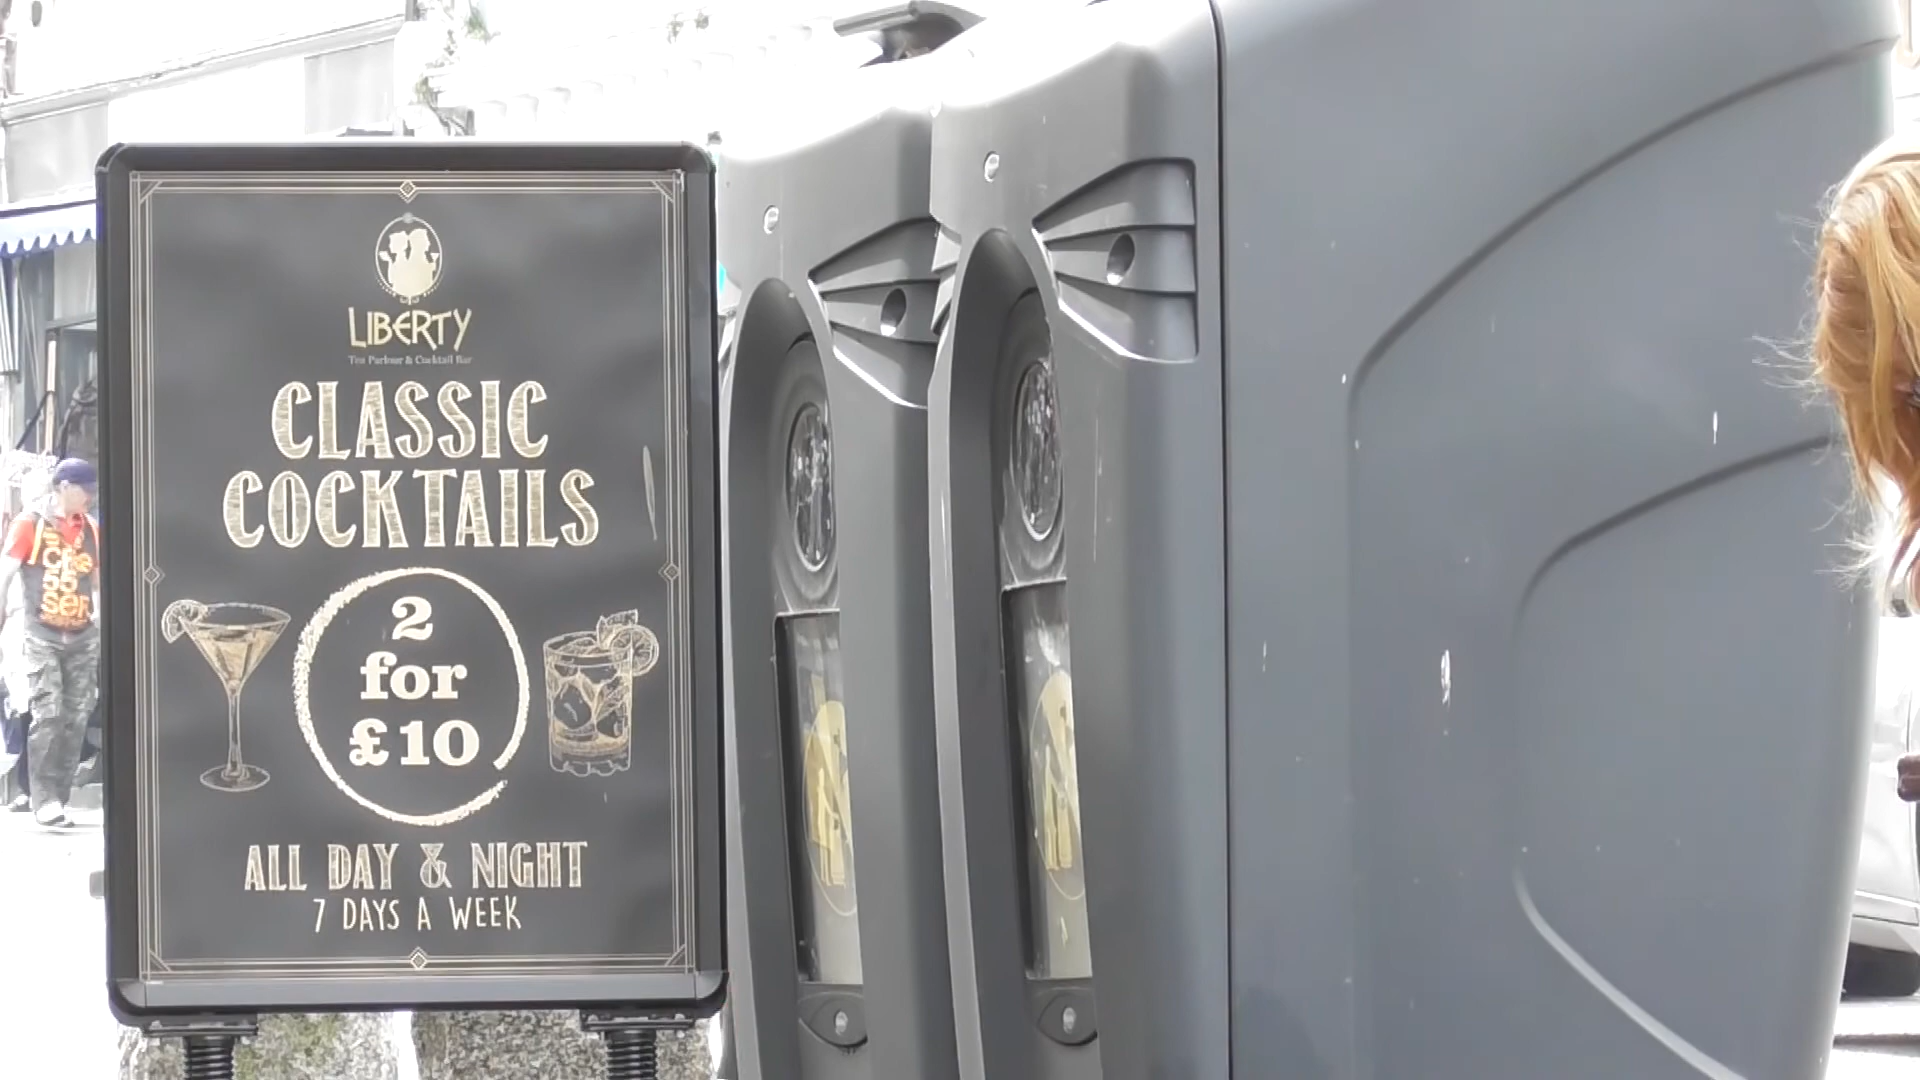 LIBERTY
Tea Parlour & Cocktail Bar
CLASSIC
COCKTAILS
2
for
£10
ALL DAY & NIGHT
7 DAYS A WEEK